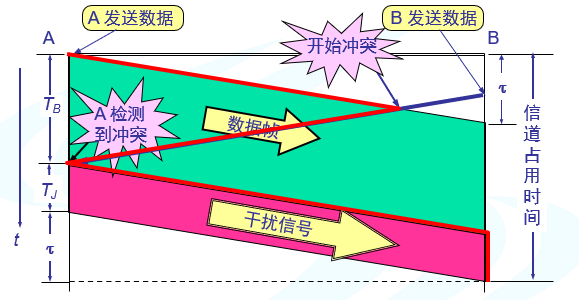 A 发送数据
B 发送数据
A
B
开始冲突
τ
T_B
A 检测
到冲突
数据帧
信道占用时间
T_J
干扰信号
t
τ